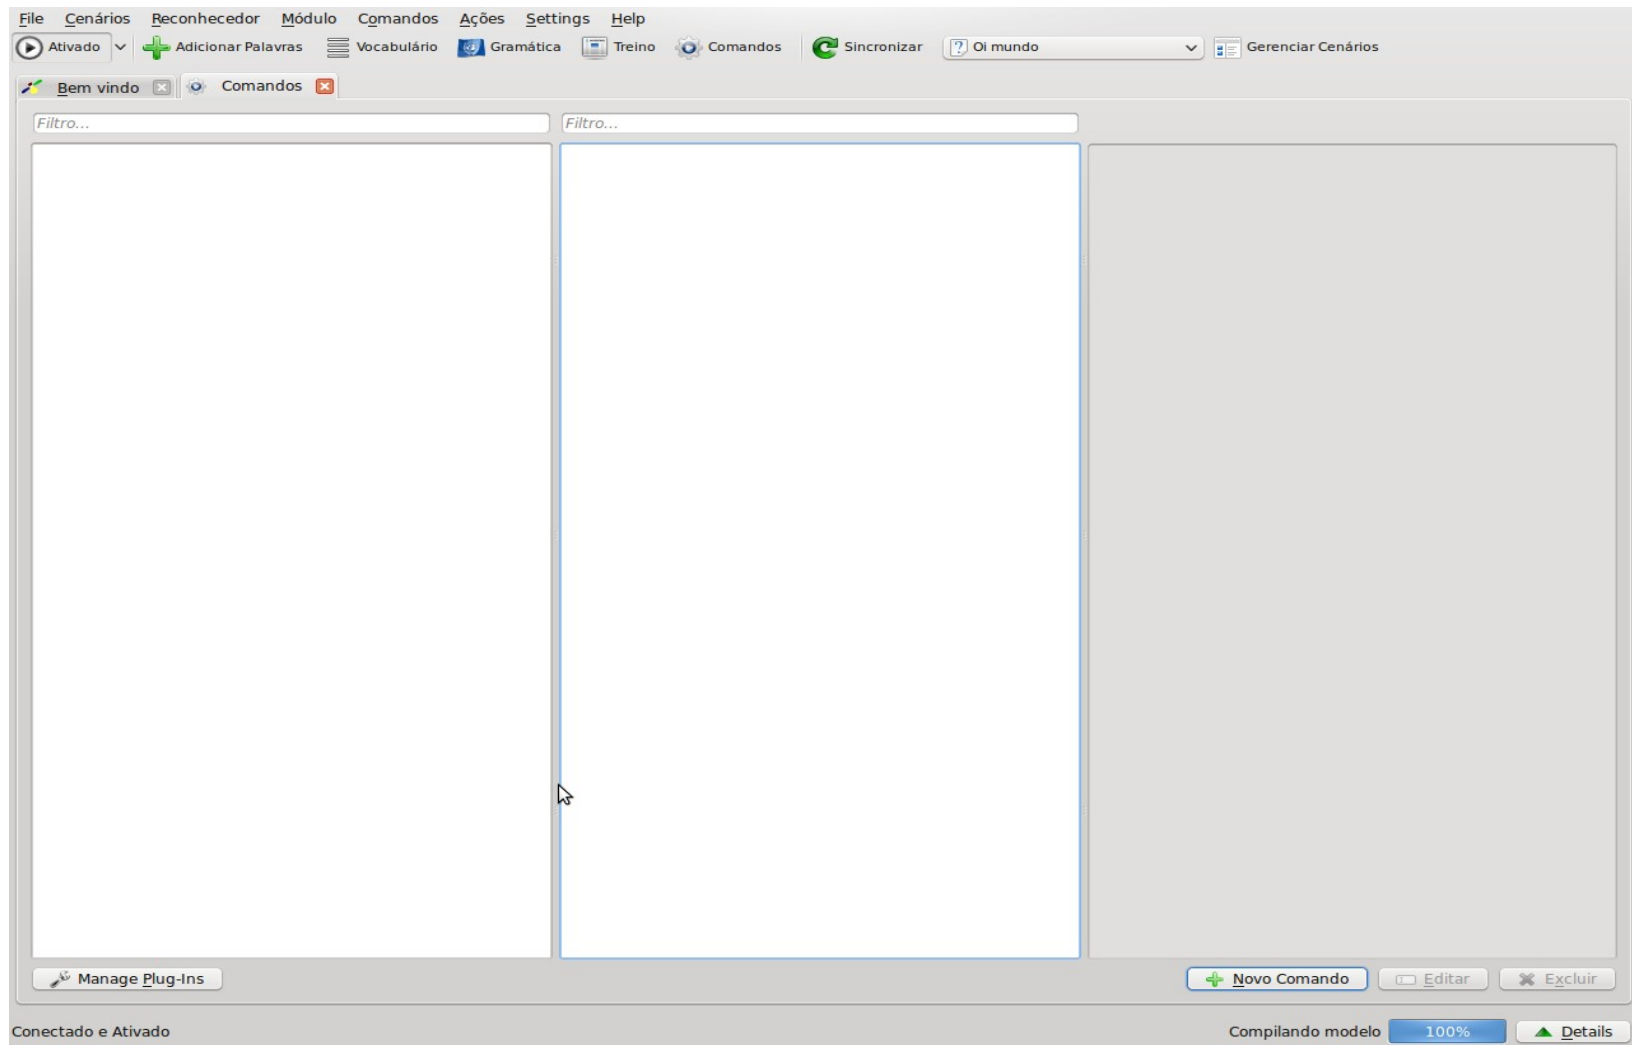 File Cenários Reconhecedor Módulo Comandos Ações Settings Help
Ativado Adicionar Palavras Vocabulário Gramática Treino Comandos Sincronizar Oi mundo Gerenciar Cenários
Bem vindo Comandos
Filtro... Filtro...
Manage Plug-Ins Novo Comando Editar Excluir
Conectado e Ativado Compilando modelo 100% Details